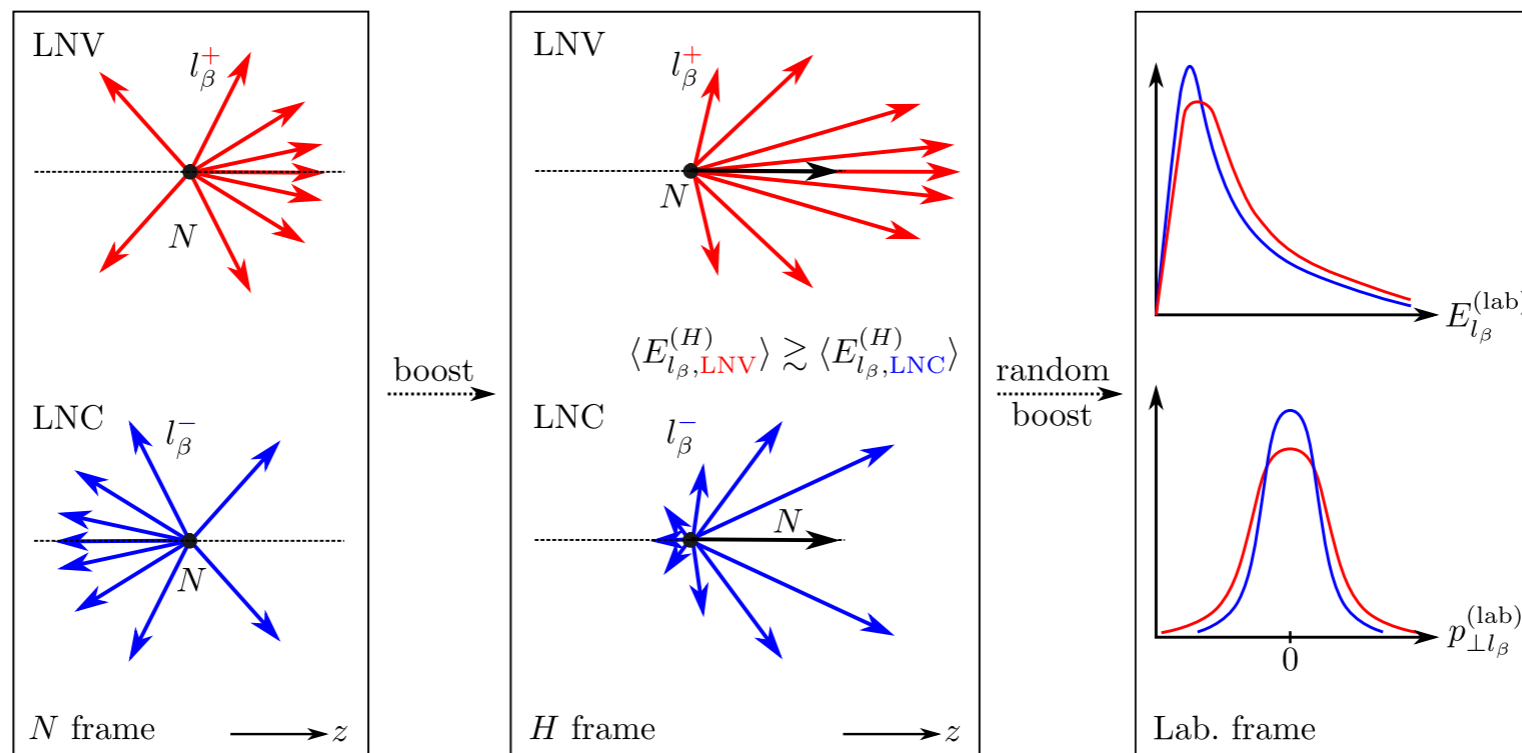 LNV
l_β^+
N
LNC
l_β^-
N
N frame
z
boost
LNV
l_β^+
N
⟨E_{l_β,LNV}^{(H)}⟩ ≳ ⟨E_{l_β,LNC}^{(H)}⟩
LNC
l_β^-
N
H frame
z
random
boost
E_{l_β}^{(lab)}
p_{⊥l_β}^{(lab)}
0
Lab. frame